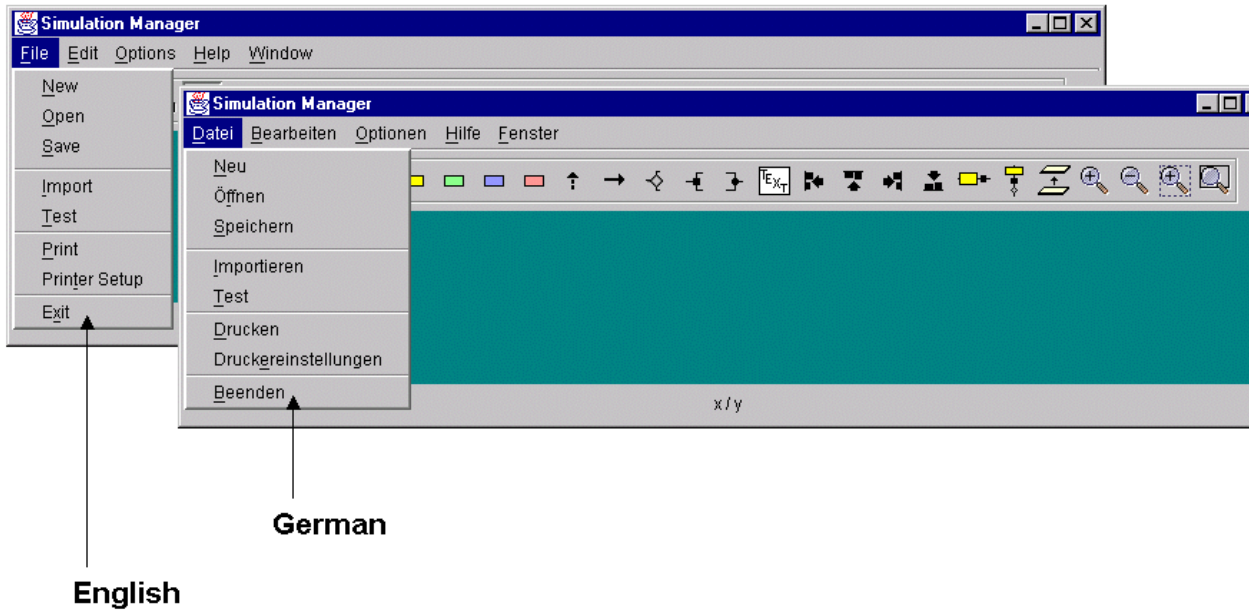 Simulation Manager
File Edit Options Help Window
New
Open
Save
Import
Test
Print
Printer Setup
Exit
Simulation Manager
Datei Bearbeiten Optionen Hilfe Fenster
Neu
Öffnen
Speichern
Importieren
Test
Drucken
Druckereinstellungen
Beenden
TEXT
x / y
German
English